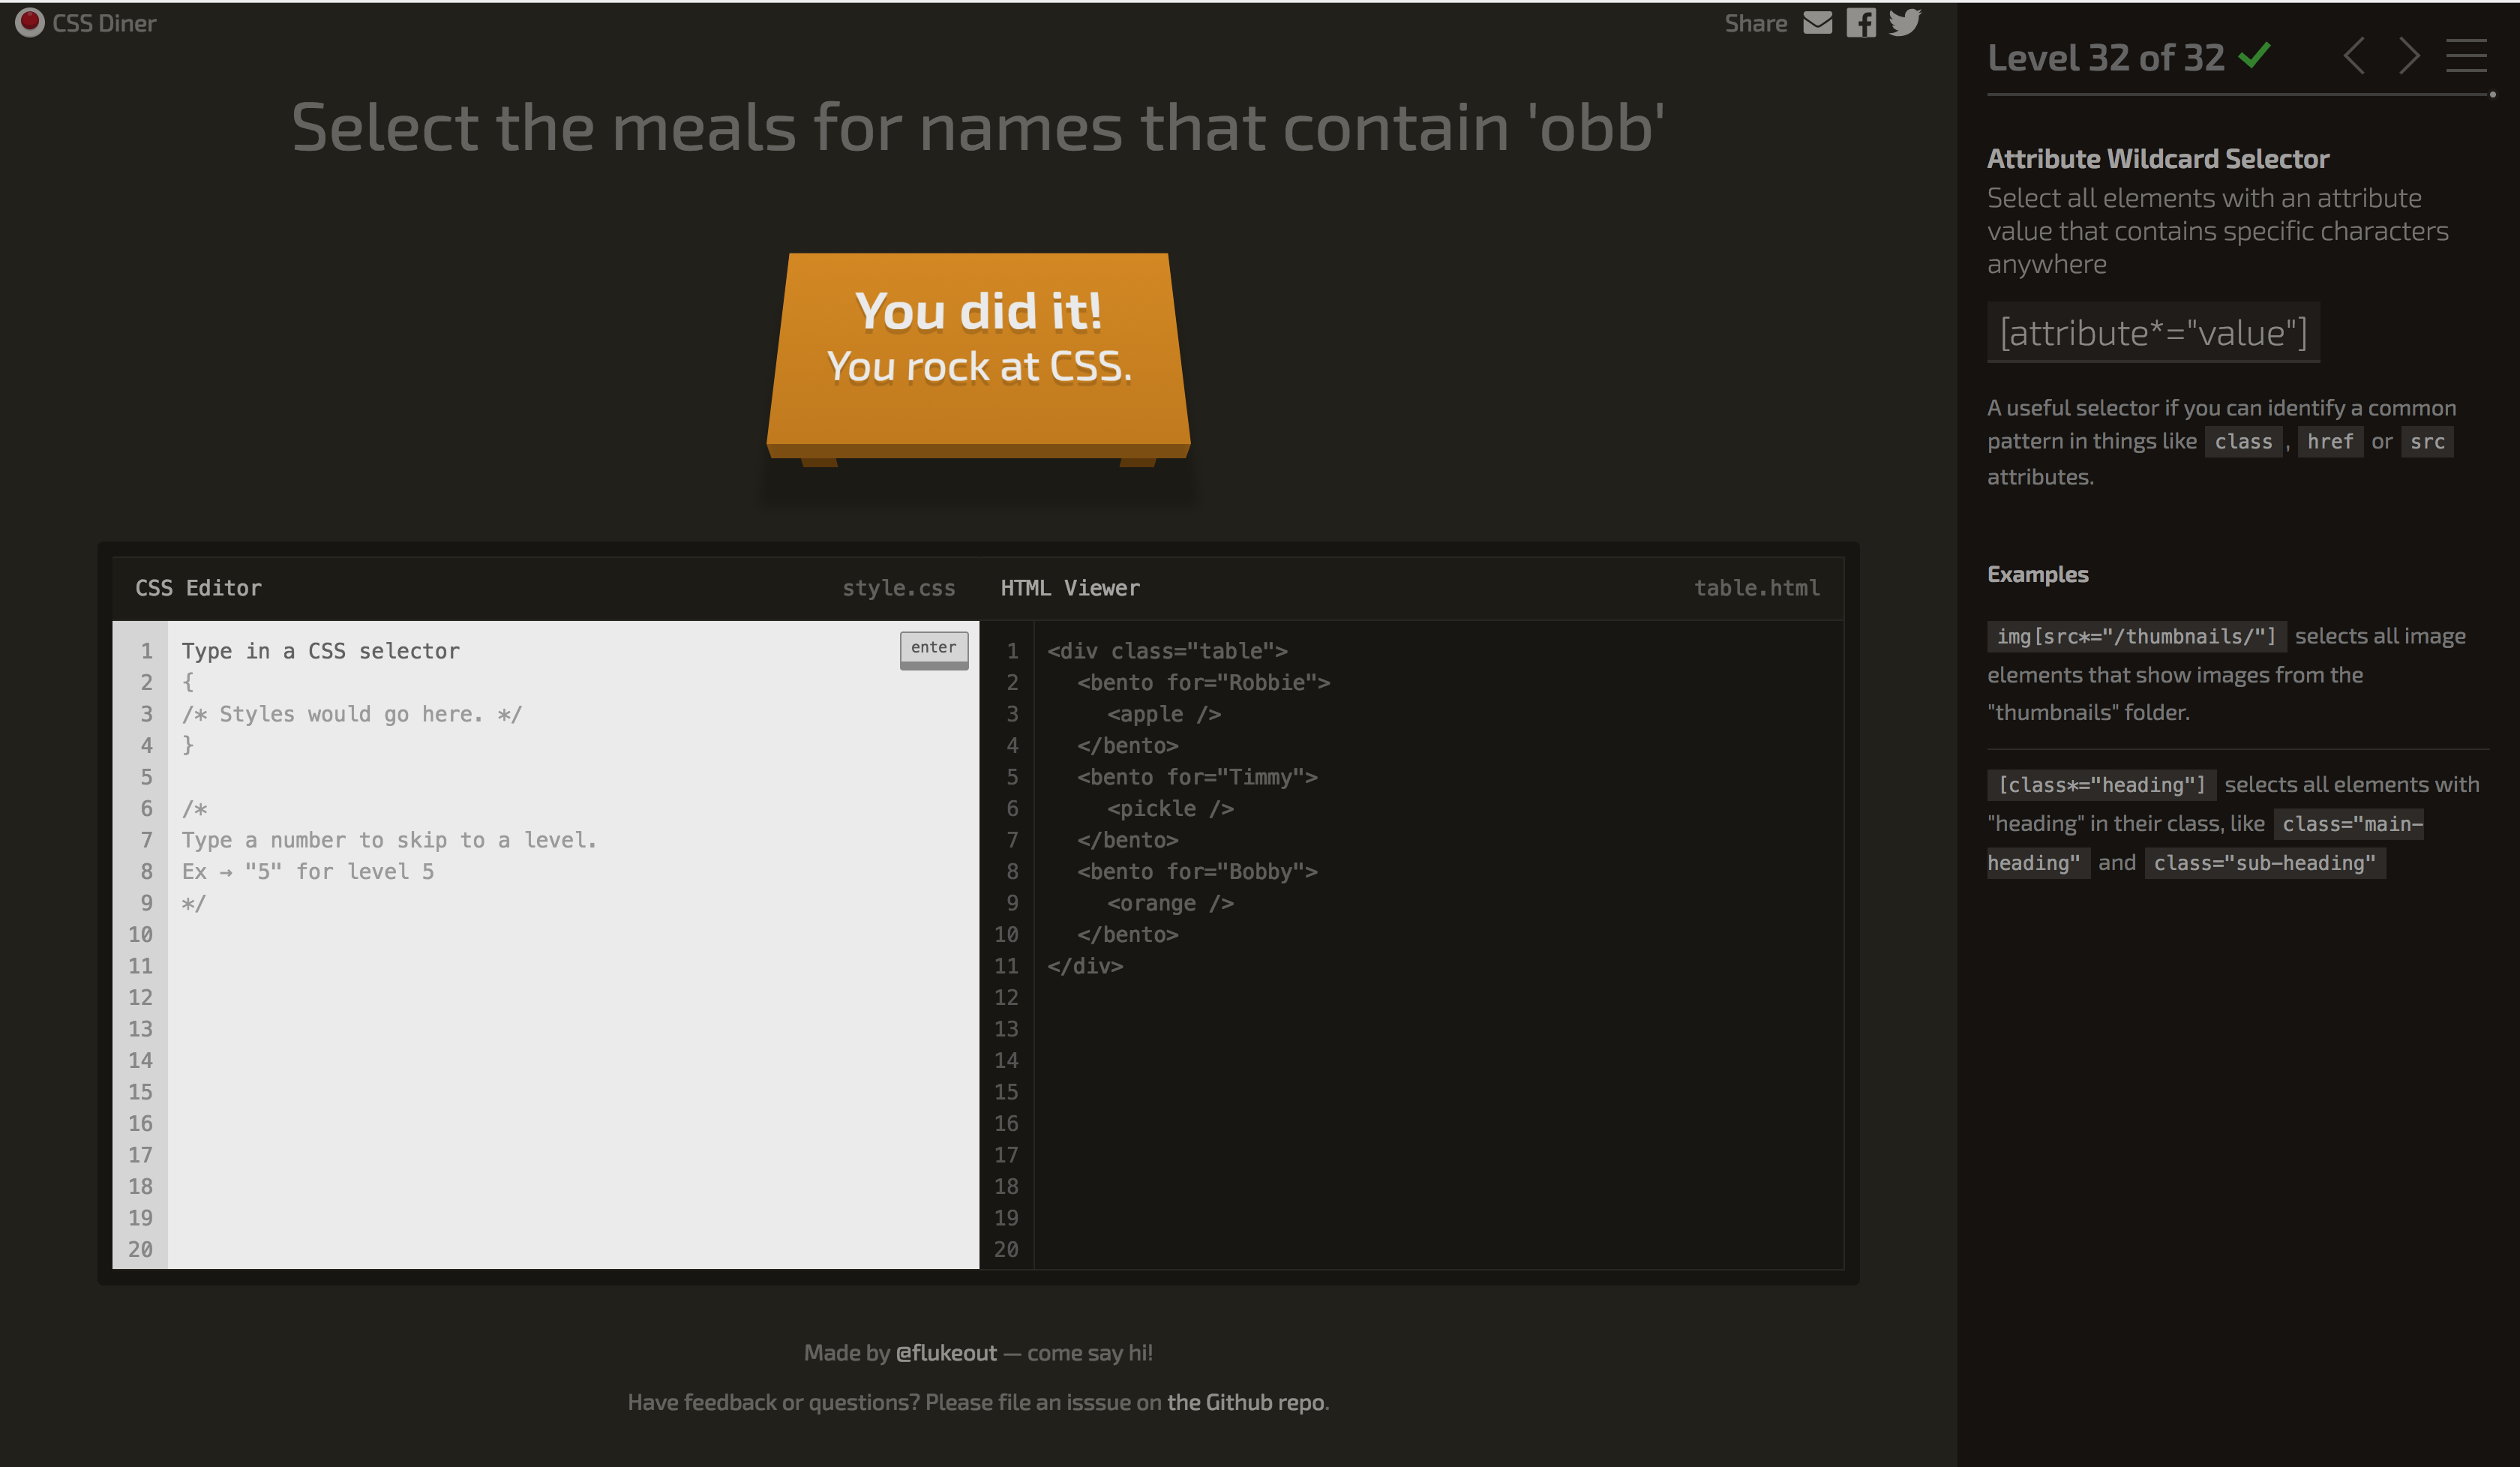 CSS Diner
Share
Select the meals for names that contain 'obb'
You did it!
You rock at CSS.
CSS Editor
style.css
1 Type in a CSS selector
enter
2 {
3 /* Styles would go here. */
4 }
5
6 /*
7 Type a number to skip to a level.
8 Ex → "5" for level 5
9 */
10
11
12
13
14
15
16
17
18
19
20
HTML Viewer
table.html
1 <div class="table">
2 <bento for="Robbie">
3 <apple />
4 </bento>
5 <bento for="Timmy">
6 <pickle />
7 </bento>
8 <bento for="Bobby">
9 <orange />
10 </bento>
11 </div>
12
13
14
15
16
17
18
19
20
Made by @flukeout — come say hi!
Have feedback or questions? Please file an isssue on the Github repo.
Level 32 of 32
Attribute Wildcard Selector
Select all elements with an attribute
value that contains specific characters
anywhere
[attribute*="value"]
A useful selector if you can identify a common
pattern in things like class , href or src
attributes.
Examples
img[src*="/thumbnails/"] selects all image
elements that show images from the
"thumbnails" folder.
[class*="heading"] selects all elements with
"heading" in their class, like class="main-
heading" and class="sub-heading"